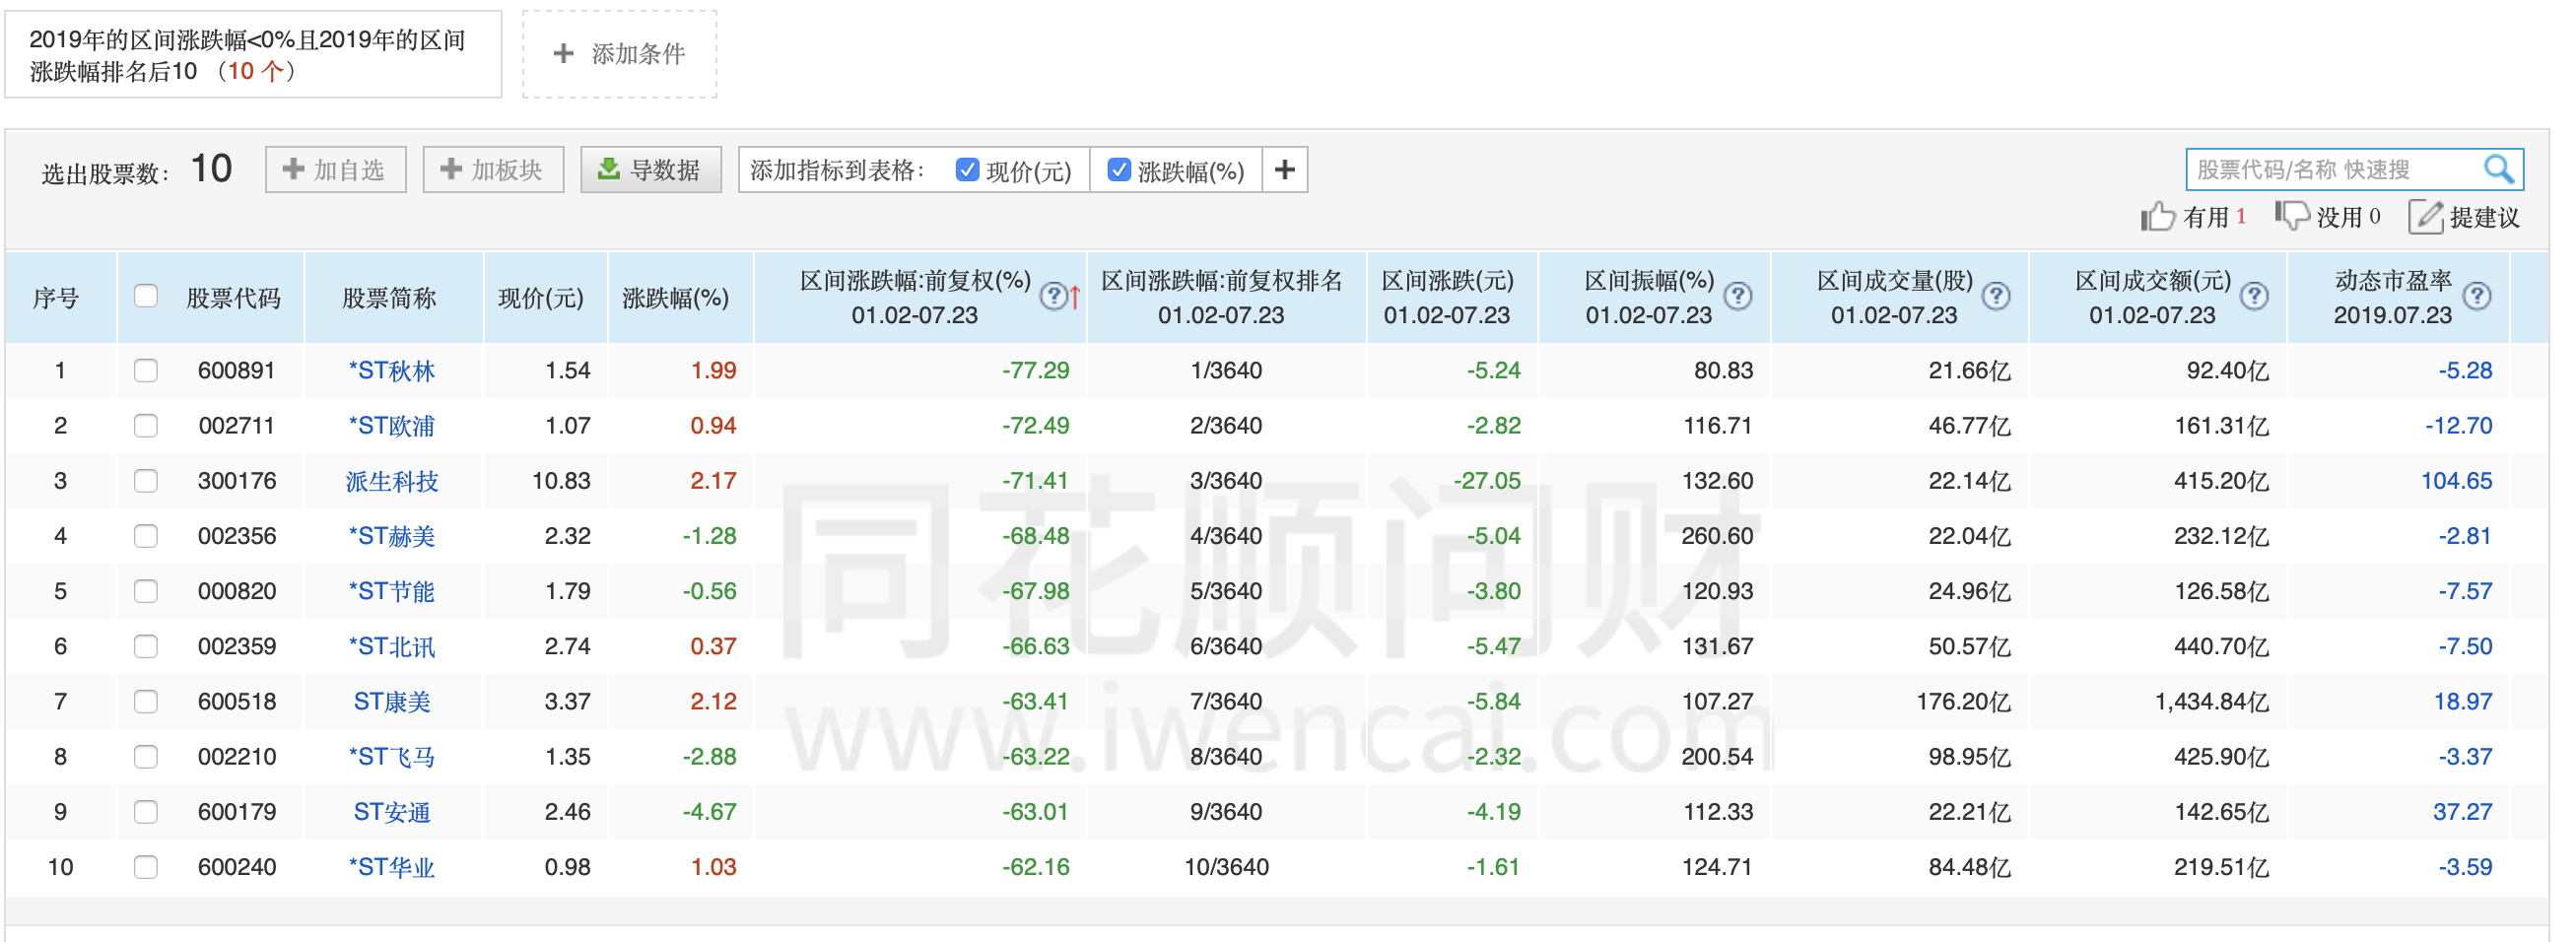 2019年的区间涨跌幅<0%且2019年的区间
涨跌幅排名后10 （10 个）
添加条件
选出股票数： 10 加自选 加板块 导数据 添加指标到表格： 现价(元) 涨跌幅(%) +
股票代码/名称 快速搜
有用 1 没用 0 提建议
序号 股票代码 股票简称 现价(元) 涨跌幅(%) 区间涨跌幅:前复权(%) 01.02-07.23 ?↑ 区间涨跌幅:前复权排名 01.02-07.23 区间涨跌(元) 01.02-07.23 区间振幅(%) 01.02-07.23 ? 区间成交量(股) 01.02-07.23 ? 区间成交额(元) 01.02-07.23 ? 动态市盈率 2019.07.23 ?
1 600891 *ST秋林 1.54 1.99 -77.29 1/3640 -5.24 80.83 21.66亿 92.40亿 -5.28
2 002711 *ST欧浦 1.07 0.94 -72.49 2/3640 -2.82 116.71 46.77亿 161.31亿 -12.70
3 300176 派生科技 10.83 2.17 -71.41 3/3640 -27.05 132.60 22.14亿 415.20亿 104.65
4 002356 *ST赫美 2.32 -1.28 -68.48 4/3640 -5.04 260.60 22.04亿 232.12亿 -2.81
5 000820 *ST节能 1.79 -0.56 -67.98 5/3640 -3.80 120.93 24.96亿 126.58亿 -7.57
6 002359 *ST北讯 2.74 0.37 -66.63 6/3640 -5.47 131.67 50.57亿 440.70亿 -7.50
7 600518 ST康美 3.37 2.12 -63.41 7/3640 -5.84 107.27 176.20亿 1,434.84亿 18.97
8 002210 *ST飞马 1.35 -2.88 -63.22 8/3640 -2.32 200.54 98.95亿 425.90亿 -3.37
9 600179 ST安通 2.46 -4.67 -63.01 9/3640 -4.19 112.33 22.21亿 142.65亿 37.27
10 600240 *ST华业 0.98 1.03 -62.16 10/3640 -1.61 124.71 84.48亿 219.51亿 -3.59
同花顺问财
www.iwencai.com